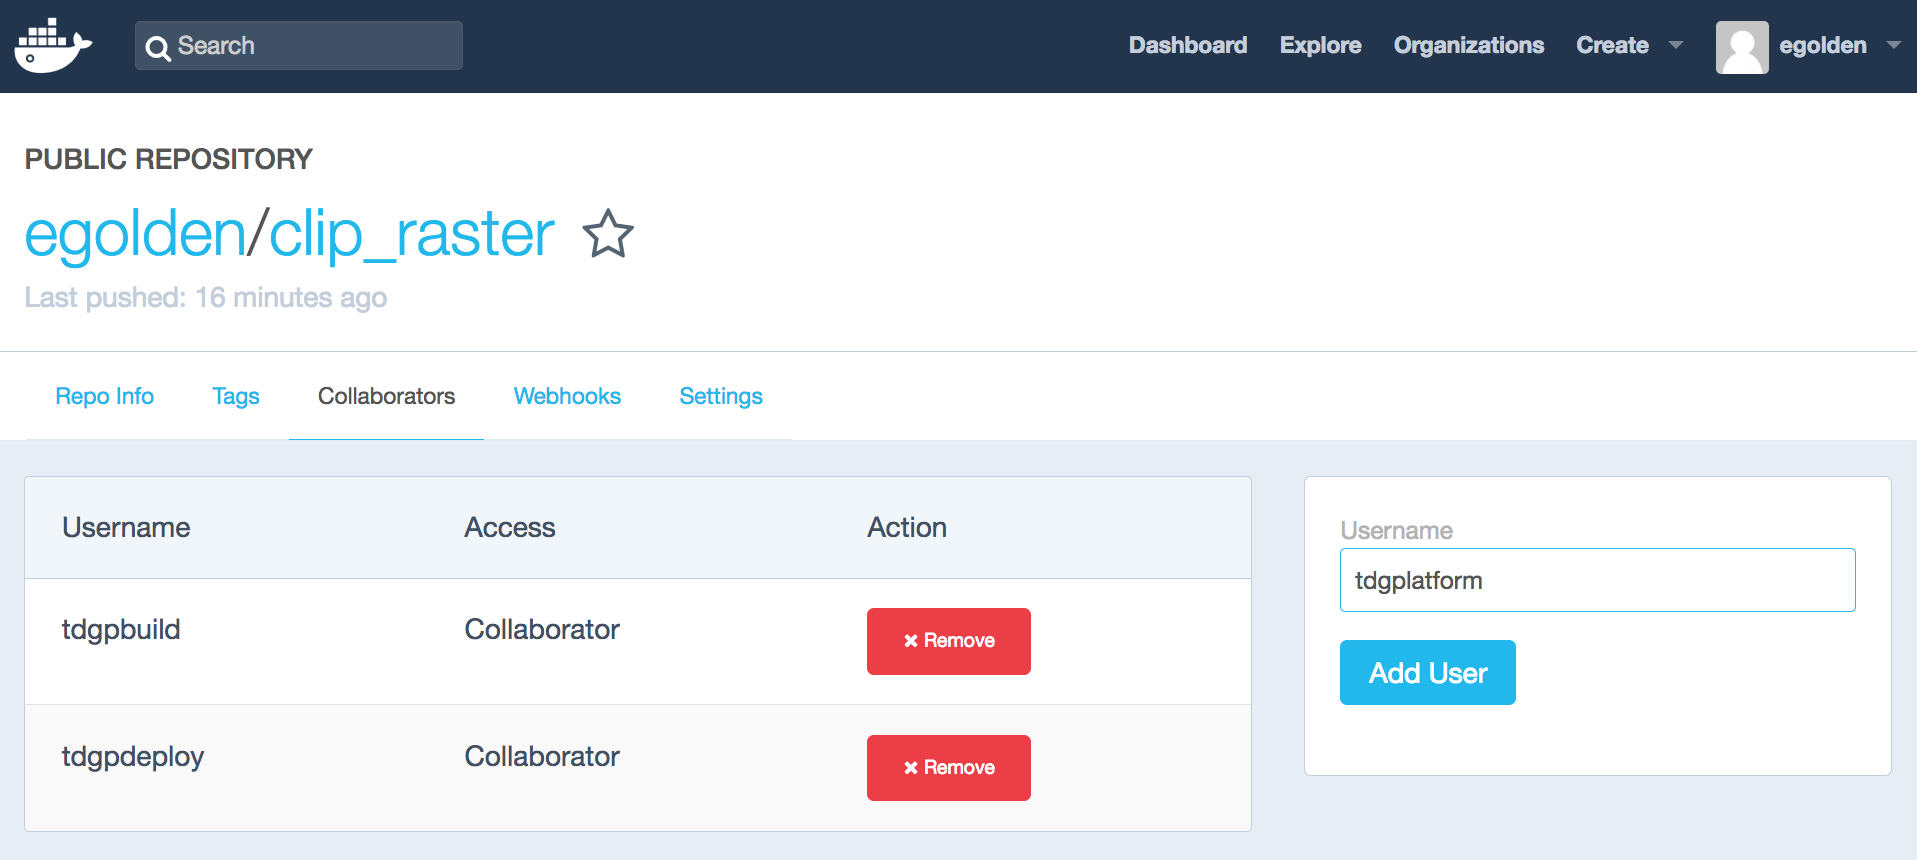 Search
Dashboard Explore Organizations Create egolden
PUBLIC REPOSITORY
egolden/clip_raster
Last pushed: 16 minutes ago
Repo Info Tags Collaborators Webhooks Settings
Username Access Action
tdgpbuild Collaborator Remove
tdgpdeploy Collaborator Remove
Username
tdgplatform
Add User